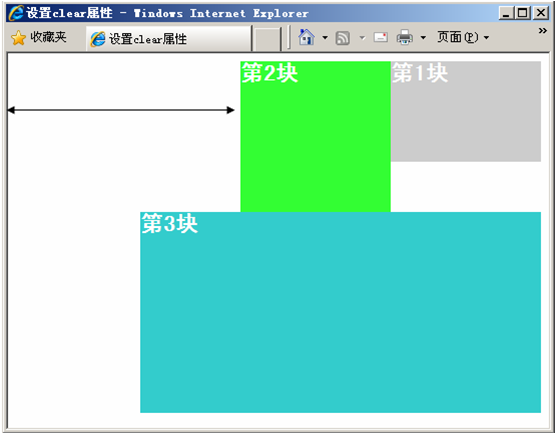 设置clear属性 - Windows Internet Explorer
收藏夹
设置clear属性
页面(P)
»
第2块
第1块
第3块